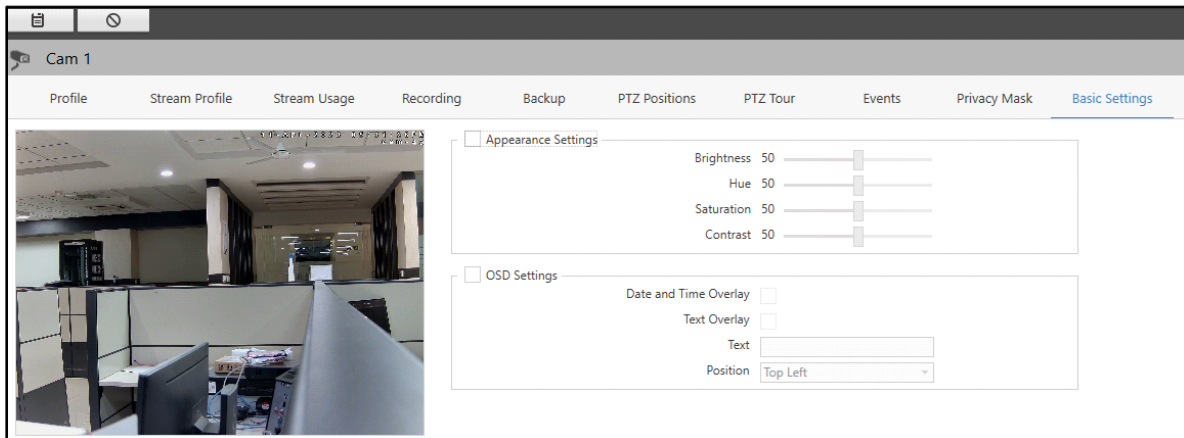 Cam 1
Profile Stream Profile Stream Usage Recording Backup PTZ Positions PTZ Tour Events Privacy Mask Basic Settings
Appearance Settings
Brightness 50
Hue 50
Saturation 50
Contrast 50
OSD Settings
Date and Time Overlay
Text Overlay
Text
Position Top Left